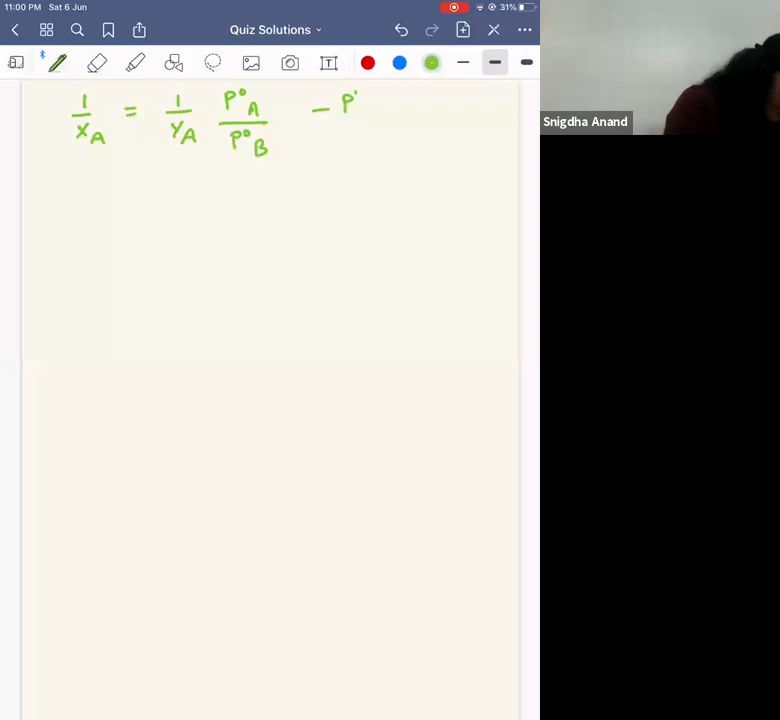 11:00 PM Sat 6 Jun 31%
Quiz Solutions
T
1/X_A = 1/Y_A P°_A/P°_B - P'
Snigdha Anand